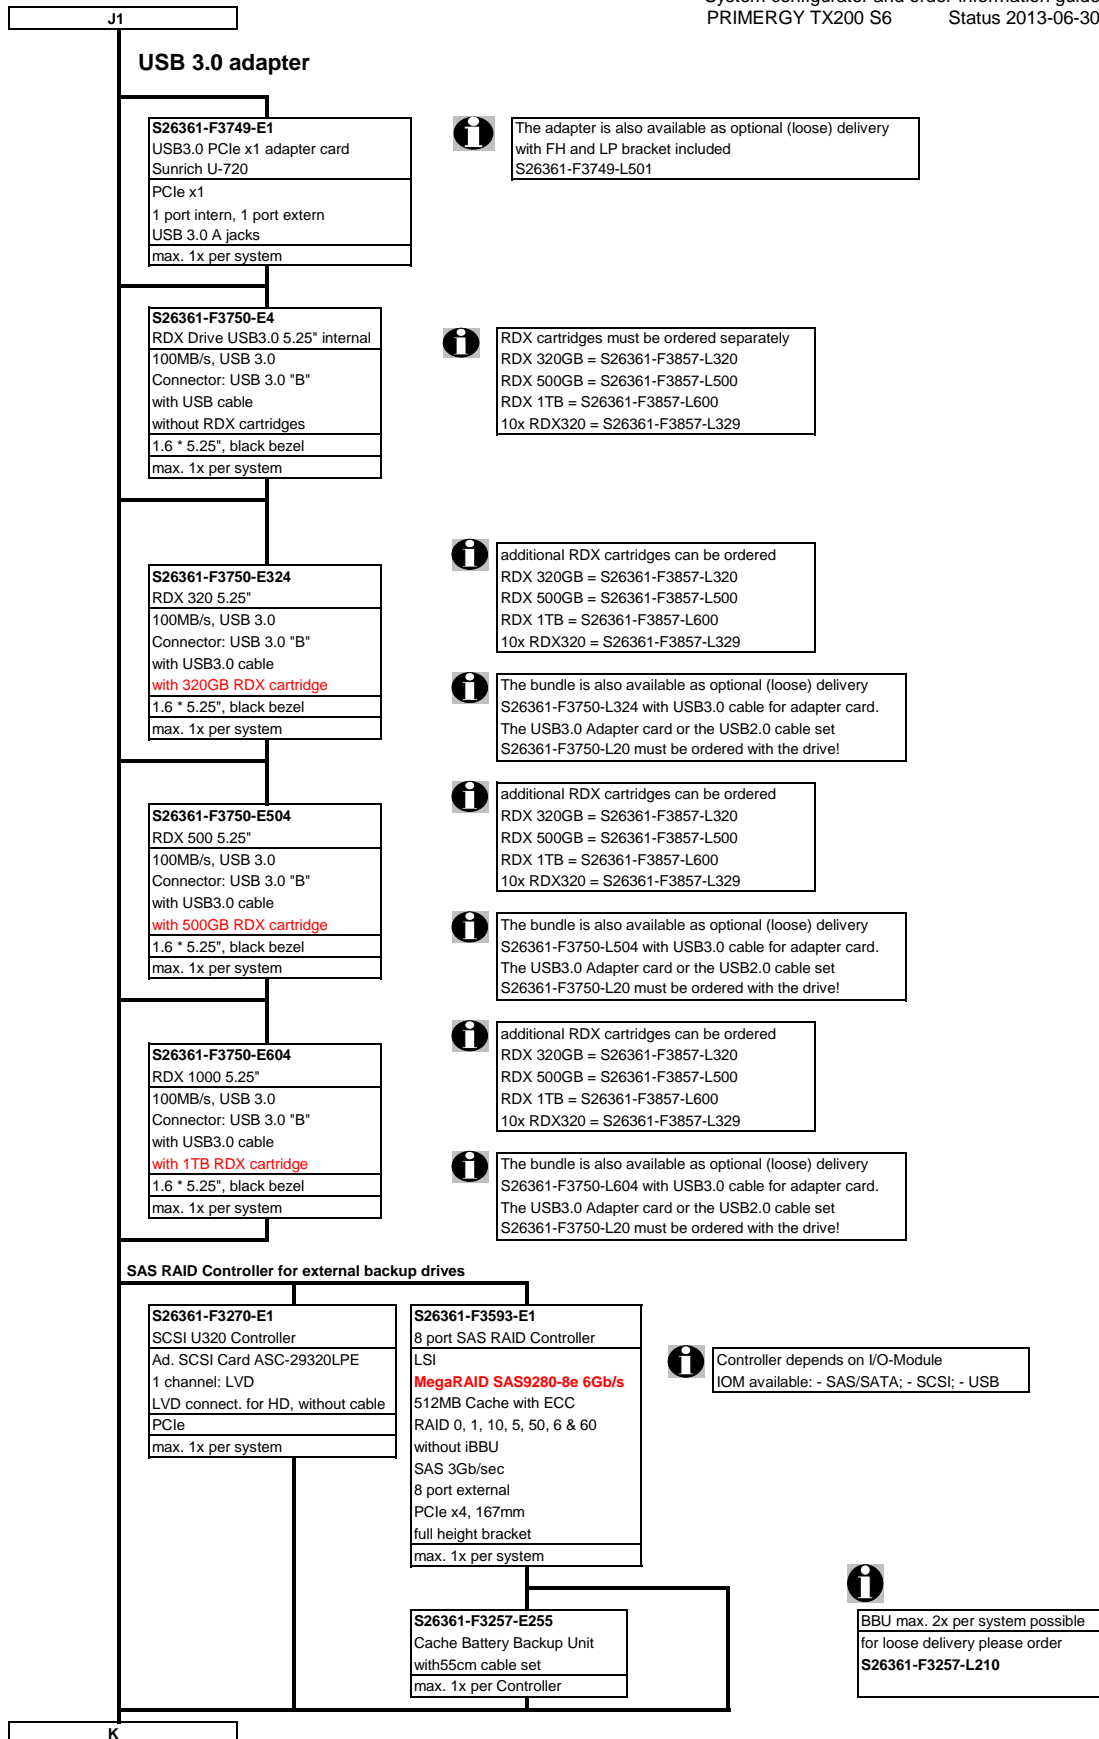 System configurator and order information guide
J1
PRIMERGY TX200 S6 Status 2013-06-30
USB 3.0 adapter
S26361-F3749-E1
USB3.0 PCIe x1 adapter card
Sunrich U-720
PCIe x1
1 port intern, 1 port extern
USB 3.0 A jacks
max. 1x per system
The adapter is also available as optional (loose) delivery
with FH and LP bracket included
S26361-F3749-L501
S26361-F3750-E4
RDX Drive USB3.0 5.25" internal
100MB/s, USB 3.0
Connector: USB 3.0 "B"
with USB cable
without RDX cartridges
1.6 * 5.25", black bezel
max. 1x per system
RDX cartridges must be ordered separately
RDX 320GB = S26361-F3857-L320
RDX 500GB = S26361-F3857-L500
RDX 1TB = S26361-F3857-L600
10x RDX320 = S26361-F3857-L329
S26361-F3750-E324
RDX 320 5.25"
100MB/s, USB 3.0
Connector: USB 3.0 "B"
with USB3.0 cable
with 320GB RDX cartridge
1.6 * 5.25", black bezel
max. 1x per system
additional RDX cartridges can be ordered
RDX 320GB = S26361-F3857-L320
RDX 500GB = S26361-F3857-L500
RDX 1TB = S26361-F3857-L600
10x RDX320 = S26361-F3857-L329
The bundle is also available as optional (loose) delivery
S26361-F3750-L324 with USB3.0 cable for adapter card.
The USB3.0 Adapter card or the USB2.0 cable set
S26361-F3750-L20 must be ordered with the drive!
S26361-F3750-E504
RDX 500 5.25"
100MB/s, USB 3.0
Connector: USB 3.0 "B"
with USB3.0 cable
with 500GB RDX cartridge
1.6 * 5.25", black bezel
max. 1x per system
additional RDX cartridges can be ordered
RDX 320GB = S26361-F3857-L320
RDX 500GB = S26361-F3857-L500
RDX 1TB = S26361-F3857-L600
10x RDX320 = S26361-F3857-L329
The bundle is also available as optional (loose) delivery
S26361-F3750-L504 with USB3.0 cable for adapter card.
The USB3.0 Adapter card or the USB2.0 cable set
S26361-F3750-L20 must be ordered with the drive!
S26361-F3750-E604
RDX 1000 5.25"
100MB/s, USB 3.0
Connector: USB 3.0 "B"
with USB3.0 cable
with 1TB RDX cartridge
1.6 * 5.25", black bezel
max. 1x per system
additional RDX cartridges can be ordered
RDX 320GB = S26361-F3857-L320
RDX 500GB = S26361-F3857-L500
RDX 1TB = S26361-F3857-L600
10x RDX320 = S26361-F3857-L329
The bundle is also available as optional (loose) delivery
S26361-F3750-L604 with USB3.0 cable for adapter card.
The USB3.0 Adapter card or the USB2.0 cable set
S26361-F3750-L20 must be ordered with the drive!
SAS RAID Controller for external backup drives
S26361-F3270-E1
SCSI U320 Controller
Ad. SCSI Card ASC-29320LPE
1 channel: LVD
LVD connect. for HD, without cable
PCIe
max. 1x per system
S26361-F3593-E1
8 port SAS RAID Controller
LSI
MegaRAID SAS9280-8e 6Gb/s
512MB Cache with ECC
RAID 0, 1, 10, 5, 50, 6 & 60
without iBBU
SAS 3Gb/sec
8 port external
PCIe x4, 167mm
full height bracket
max. 1x per system
Controller depends on I/O-Module
IOM available: - SAS/SATA; - SCSI; - USB
S26361-F3257-E255
Cache Battery Backup Unit
with55cm cable set
max. 1x per Controller
BBU max. 2x per system possible
for loose delivery please order
S26361-F3257-L210
K